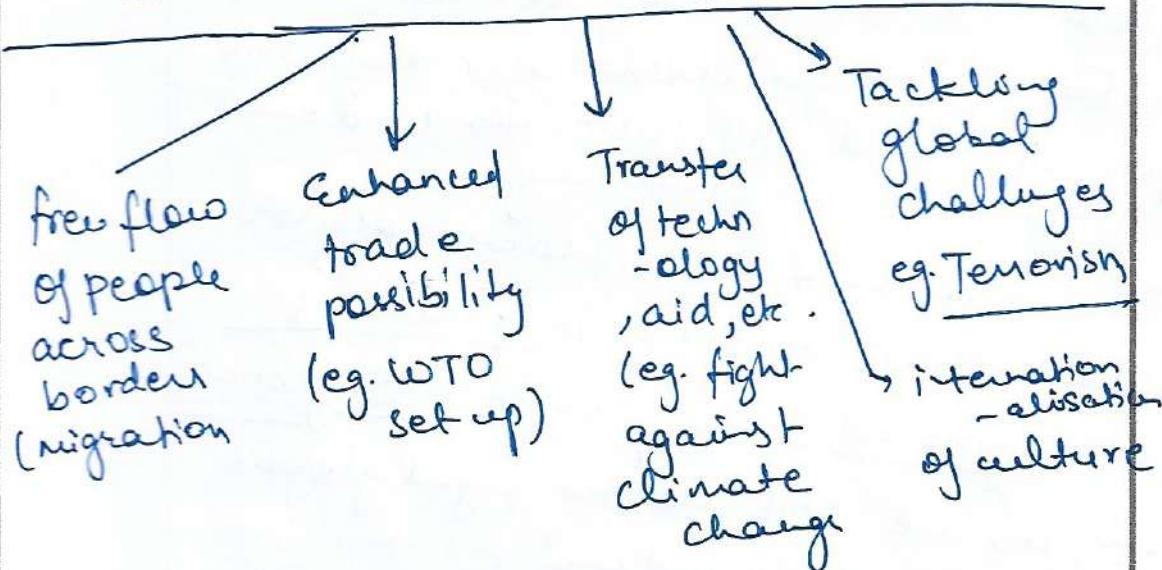 free flow
of people
across
borders
(migration
Enhanced
trade
possibility
(eg. WTO
set up)
Transfer
of techn
-ology
, aid, etc.
(eg. fight
against
climate
change
Tackling
global
challenges
eg. Terrorism
internation
-alisation
of culture